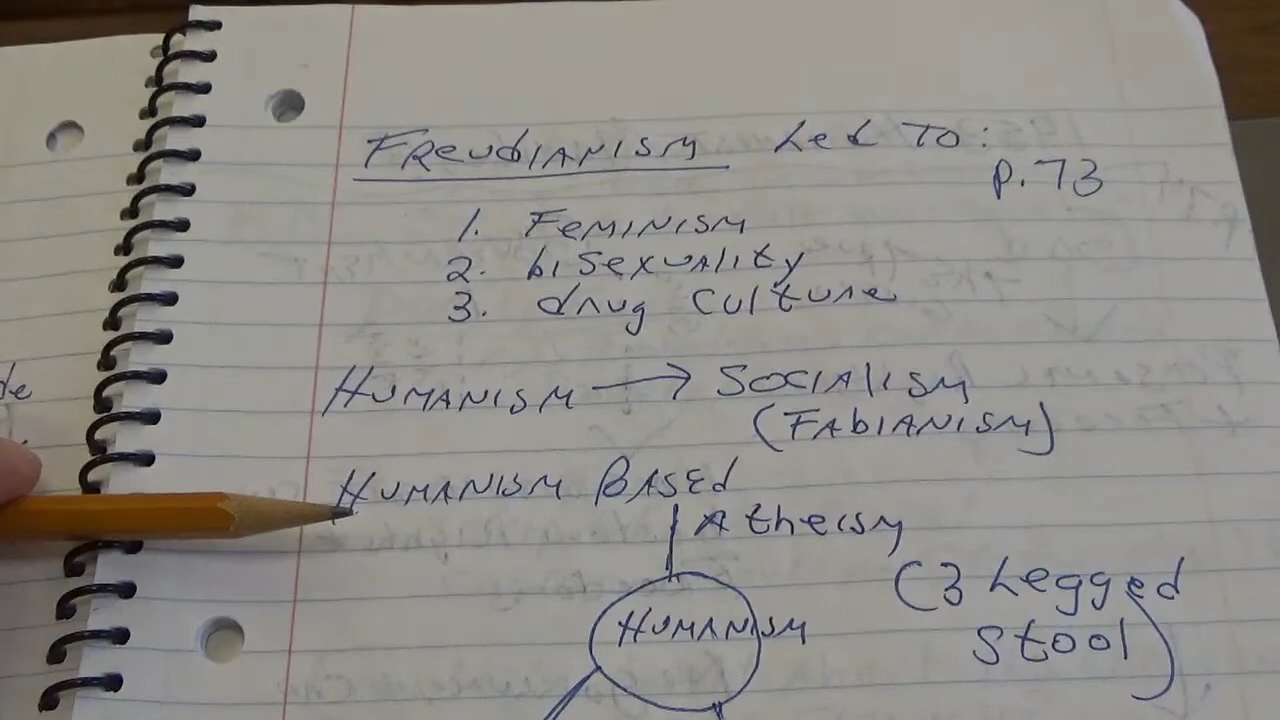 FREUDIANISM Led TO:
P. 73
1. FEMINISM
2. biSEXUALITY
3. drug CULTURE
HUMANISM → SOCIALISM
(FABIANISM)
HUMANISM BASEd
Atheism
(3 Legged
Stool)
HUMANISM
de